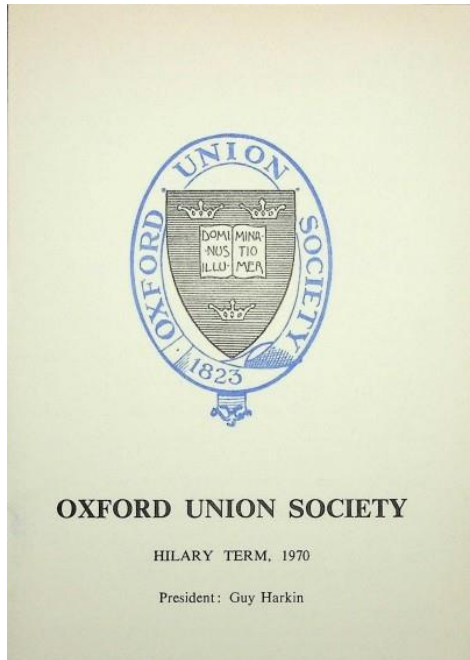 OXFORD UNION SOCIETY
1823
DOMI MINA-
-NUS TIO
ILLU- MEA
OXFORD UNION SOCIETY
HILARY TERM, 1970
President: Guy Harkin